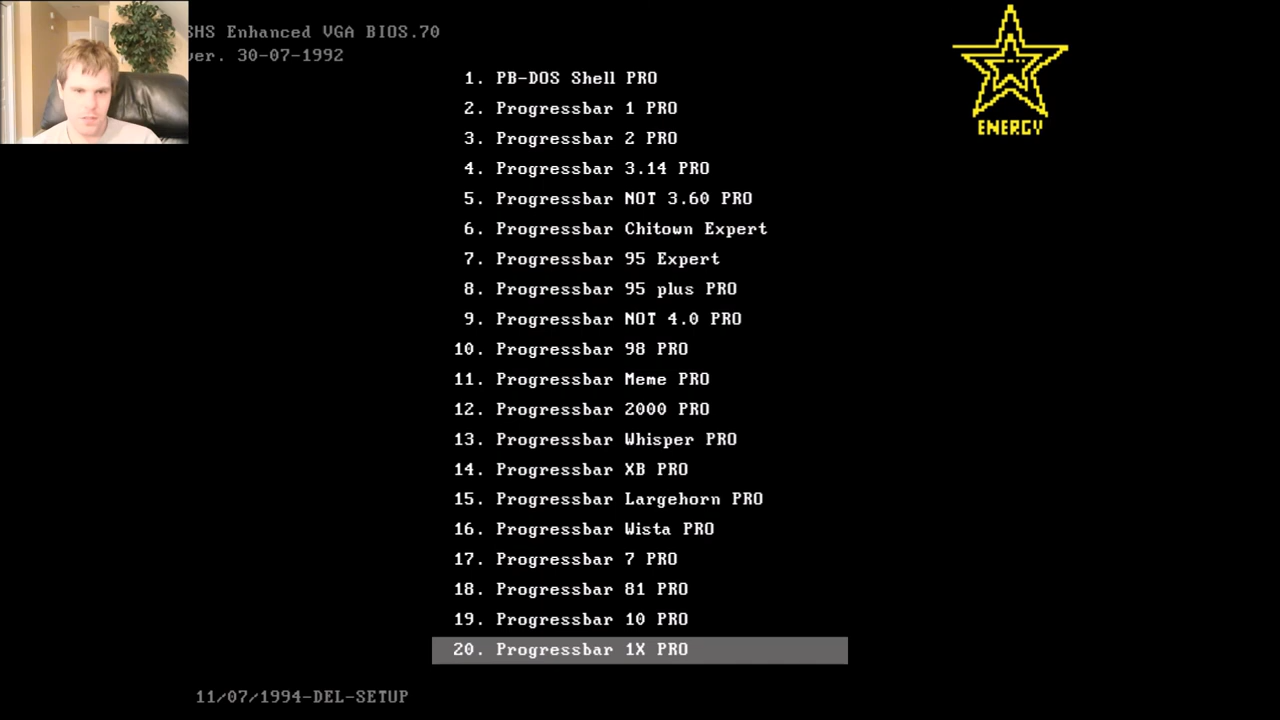 SHS Enhanced VGA BIOS.70
ver. 30-07-1992
ENERGY
1. PB-DOS Shell PRO
2. Progressbar 1 PRO
3. Progressbar 2 PRO
4. Progressbar 3.14 PRO
5. Progressbar NOT 3.60 PRO
6. Progressbar Chitown Expert
7. Progressbar 95 Expert
8. Progressbar 95 plus PRO
9. Progressbar NOT 4.0 PRO
10. Progressbar 98 PRO
11. Progressbar Meme PRO
12. Progressbar 2000 PRO
13. Progressbar Whisper PRO
14. Progressbar XB PRO
15. Progressbar Largehorn PRO
16. Progressbar Wista PRO
17. Progressbar 7 PRO
18. Progressbar 81 PRO
19. Progressbar 10 PRO
20. Progressbar 1X PRO
11/07/1994-DEL-SETUP